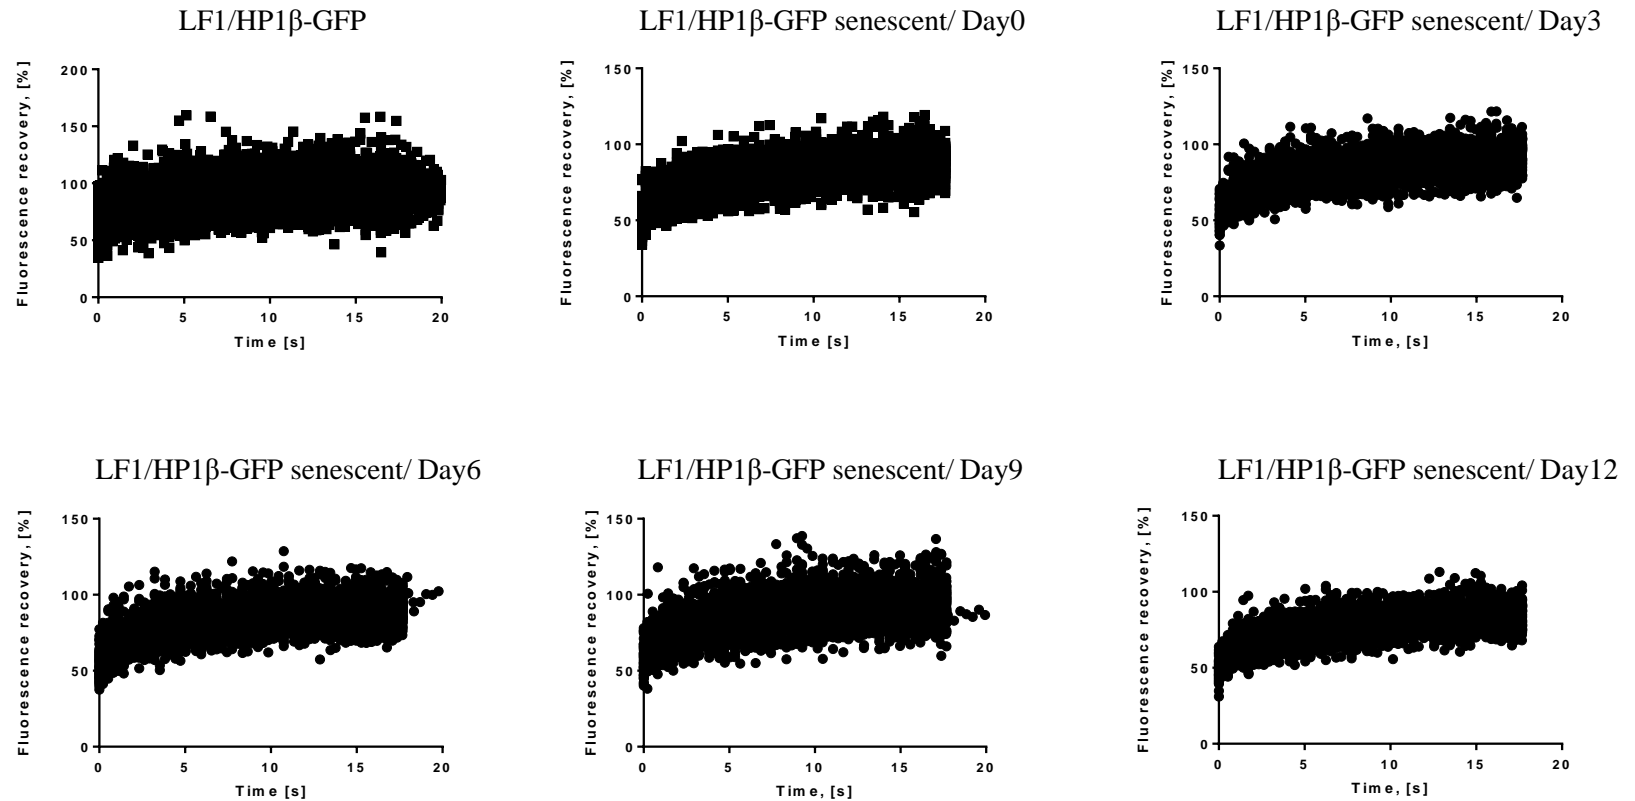 LF1/HP1β-GFP
Fluorescence recovery, [%]
200
150
100
50
0
0 5 10 15 20
Time [s]
LF1/HP1β-GFP senescent/ Day0
Fluorescence recovery, [%]
150
100
50
0
0 5 10 15 20
Time [s]
LF1/HP1β-GFP senescent/ Day3
Fluorescence recovery, [%]
150
100
50
0
0 5 10 15 20
Time, [s]
LF1/HP1β-GFP senescent/ Day6
Fluorescence recovery, [%]
150
100
50
0
0 5 10 15 20
Time [s]
LF1/HP1β-GFP senescent/ Day9
Fluorescence recovery, [%]
150
100
50
0
0 5 10 15 20
Time, [s]
LF1/HP1β-GFP senescent/ Day12
Fluorescence recovery, [%]
150
100
50
0
0 5 10 15 20
Time, [s]